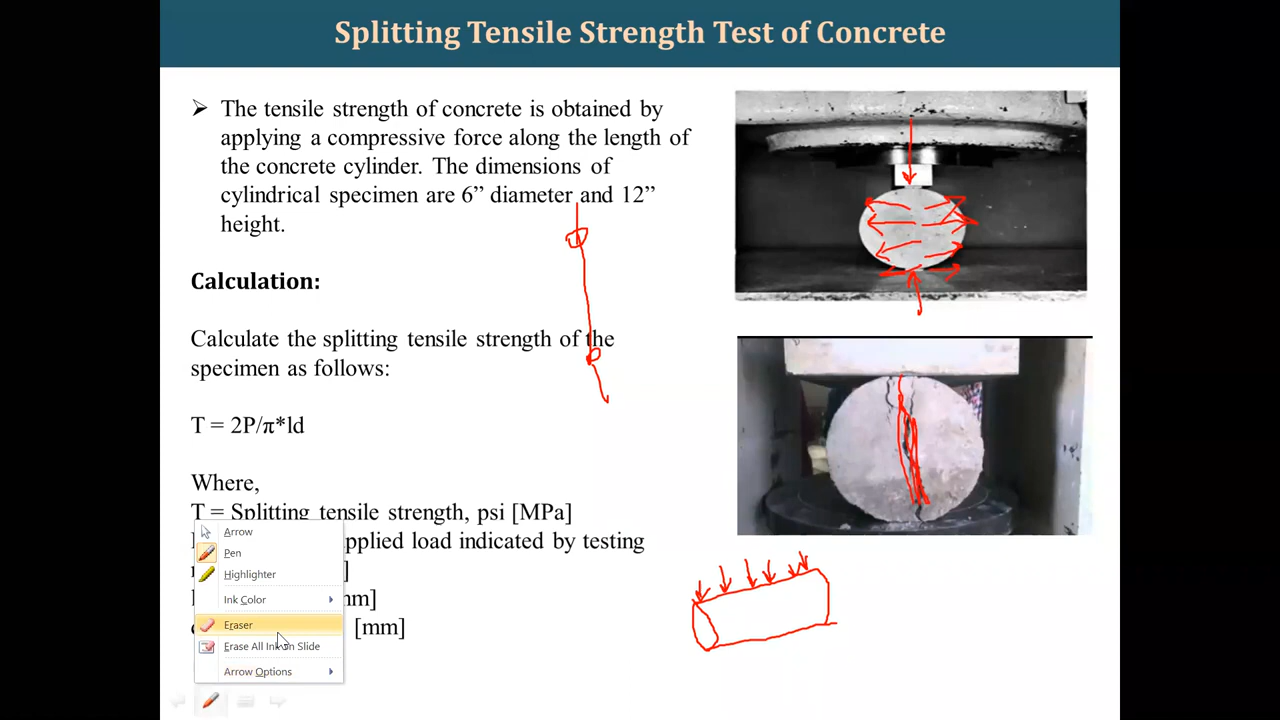 Splitting Tensile Strength Test of Concrete
➢ The tensile strength of concrete is obtained by
applying a compressive force along the length of
the concrete cylinder. The dimensions of
cylindrical specimen are 6” diameter and 12”
height.
Calculation:
Calculate the splitting tensile strength of the
specimen as follows:
T = 2P/π*ld
Where,
T = Splitting tensile strength, psi [MPa]
applied load indicated by testing
]
mm]
[mm]
Arrow
Pen
Highlighter
Ink Color
Eraser
Erase All Ink on Slide
Arrow Options